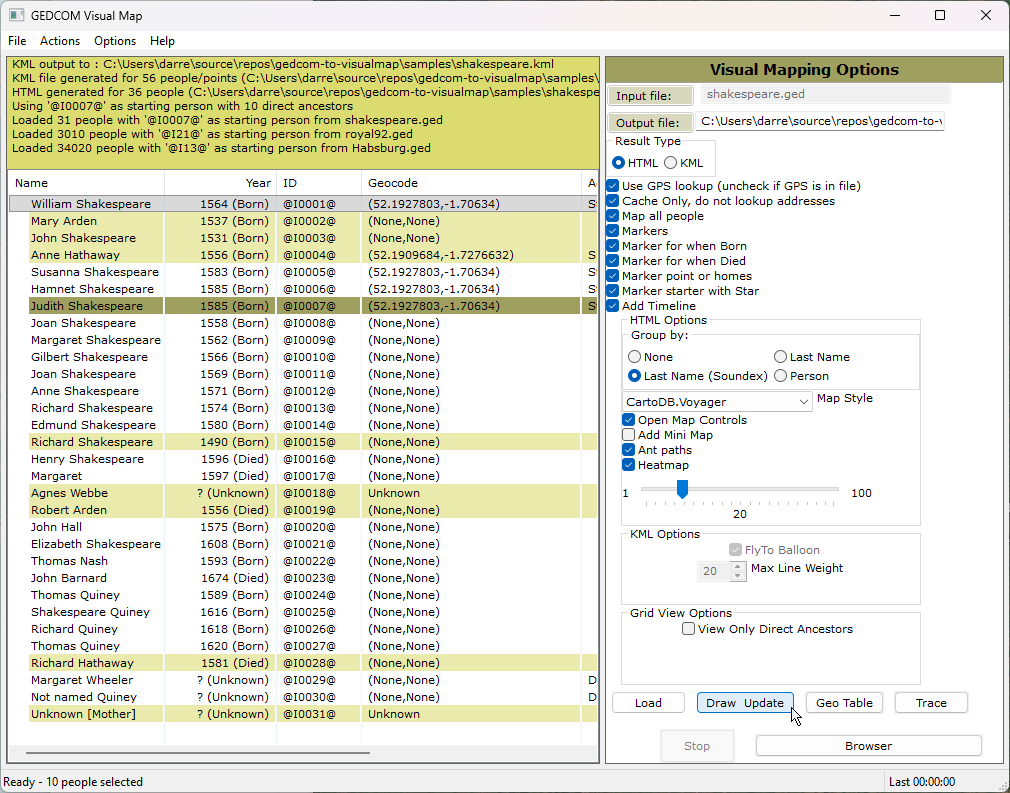 GEDCOM Visual Map
File Actions Options Help
KML output to : C:\Users\darre\source\repos\gedcom-to-visualmap\samples\shakespeare.kml
KML file generated for 56 people/points (C:\Users\darre\source\repos\gedcom-to-visualmap\samples\
HTML generated for 36 people (C:\Users\darre\source\repos\gedcom-to-visualmap\samples\shakespe
Using '@I0007@' as starting person with 10 direct ancestors
Loaded 31 people with '@I0007@' as starting person from shakespeare.ged
Loaded 3010 people with '@I21@' as starting person from royal92.ged
Loaded 34020 people with '@I13@' as starting person from Habsburg.ged
Name Year ID Geocode A
William Shakespeare 1564 (Born) @I0001@ (52.1927803,-1.70634) S
Mary Arden 1537 (Born) @I0002@ (None,None)
John Shakespeare 1531 (Born) @I0003@ (None,None)
Anne Hathaway 1556 (Born) @I0004@ (52.1909684,-1.7276632) S
Susanna Shakespeare 1583 (Born) @I0005@ (52.1927803,-1.70634) S
Hamnet Shakespeare 1585 (Born) @I0006@ (52.1927803,-1.70634) S
Judith Shakespeare 1585 (Born) @I0007@ (52.1927803,-1.70634) S
Joan Shakespeare 1558 (Born) @I0008@ (None,None)
Margaret Shakespeare 1562 (Born) @I0009@ (None,None)
Gilbert Shakespeare 1566 (Born) @I0010@ (None,None)
Joan Shakespeare 1569 (Born) @I0011@ (None,None)
Anne Shakespeare 1571 (Born) @I0012@ (None,None)
Richard Shakespeare 1574 (Born) @I0013@ (None,None)
Edmund Shakespeare 1580 (Born) @I0014@ (None,None)
Richard Shakespeare 1490 (Born) @I0015@ (None,None)
Henry Shakespeare 1596 (Died) @I0016@ (None,None)
Margaret 1597 (Died) @I0017@ (None,None)
Agnes Webbe ? (Unknown) @I0018@ Unknown
Robert Arden 1556 (Died) @I0019@ (None,None)
John Hall 1575 (Born) @I0020@ (None,None)
Elizabeth Shakespeare 1608 (Born) @I0021@ (None,None)
Thomas Nash 1593 (Born) @I0022@ (None,None)
John Barnard 1674 (Died) @I0023@ (None,None)
Thomas Quiney 1589 (Born) @I0024@ (None,None)
Shakespeare Quiney 1616 (Born) @I0025@ (None,None)
Richard Quiney 1618 (Born) @I0026@ (None,None)
Thomas Quiney 1620 (Born) @I0027@ (None,None)
Richard Hathaway 1581 (Died) @I0028@ (None,None)
Margaret Wheeler ? (Unknown) @I0029@ (None,None) D
Not named Quiney ? (Unknown) @I0030@ (None,None) D
Unknown [Mother] ? (Unknown) @I0031@ Unknown
Visual Mapping Options
Input file: shakespeare.ged
Output file: C:\Users\darre\source\repos\gedcom-to-
Result Type
HTML KML
Use GPS lookup (uncheck if GPS is in file)
Cache Only, do not lookup addresses
Map all people
Markers
Marker for when Born
Marker for when Died
Marker point or homes
Marker starter with Star
Add Timeline
HTML Options
Group by:
None Last Name
Last Name (Soundex) Person
CartoDB.Voyager Map Style
Open Map Controls
Add Mini Map
Ant paths
Heatmap
1 100
20
KML Options
FlyTo Balloon
20 Max Line Weight
Grid View Options
View Only Direct Ancestors
Load Draw Update Geo Table Trace
Stop Browser
Ready - 10 people selected Last 00:00:00